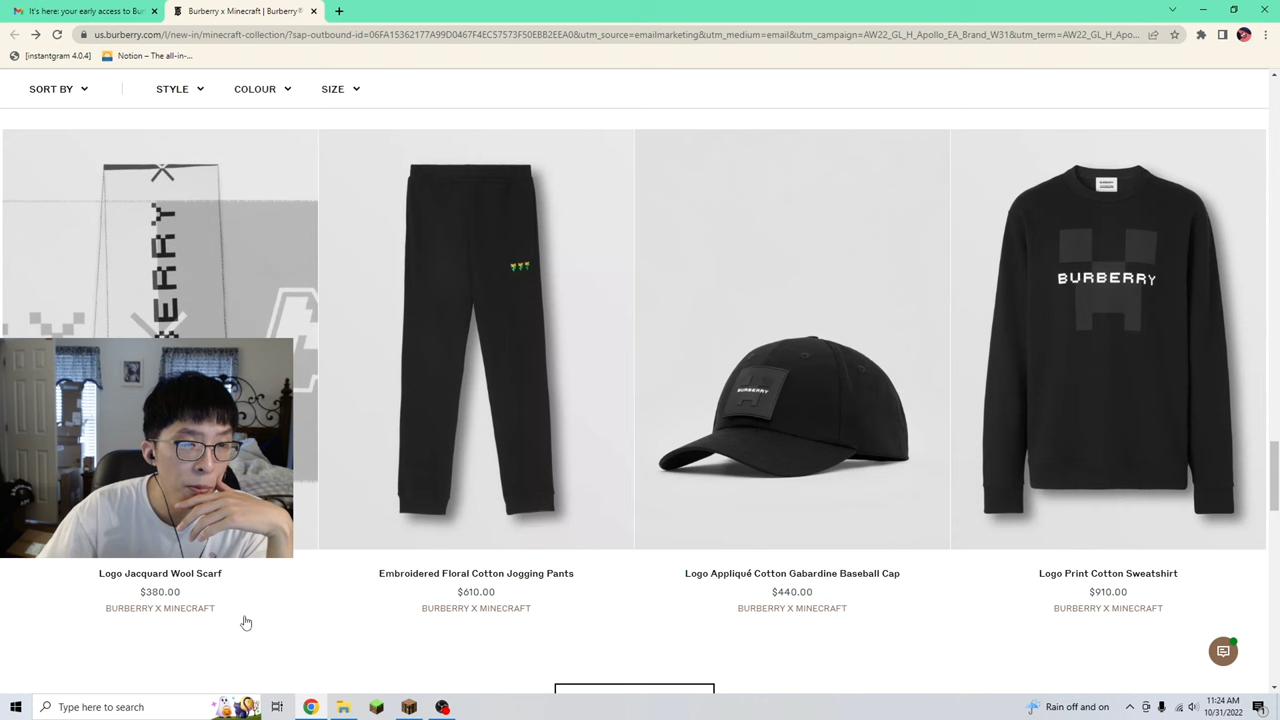 It's here: your early access to Bur
Burberry x Minecraft | Burberry®
us.burberry.com/l/new-in/minecraft-collection/?sap-outbound-id=06FA15362177A99D0467F4EC57573F50EBB2EEA0&utm_source=emailmarketing&utm_medium=email&utm_campaign=AW22_GL_H_Apollo_EA_Brand_W31&utm_term=AW22_GL_H_Apo...
[instantgram 4.0.4]
Notion – The all-in-...
SORT BY
STYLE
COLOUR
SIZE
BURBERRY
BURBERRY
Logo Jacquard Wool Scarf
Embroidered Floral Cotton Jogging Pants
Logo Appliqué Cotton Gabardine Baseball Cap
Logo Print Cotton Sweatshirt
$380.00
$610.00
$440.00
$910.00
BURBERRY X MINECRAFT
BURBERRY X MINECRAFT
BURBERRY X MINECRAFT
BURBERRY X MINECRAFT
Type here to search
Rain off and on
11:24 AM
10/31/2022